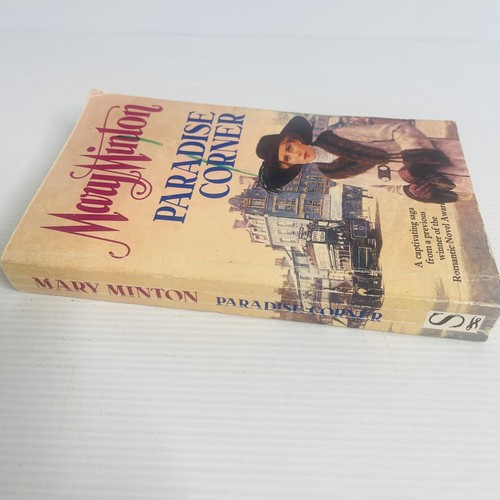 Mary Minton
PARADISE
CORNER
A captivating saga
from a previous
winner of the
Romantic Novel Award
MARY MINTON PARADISE CORNER
S